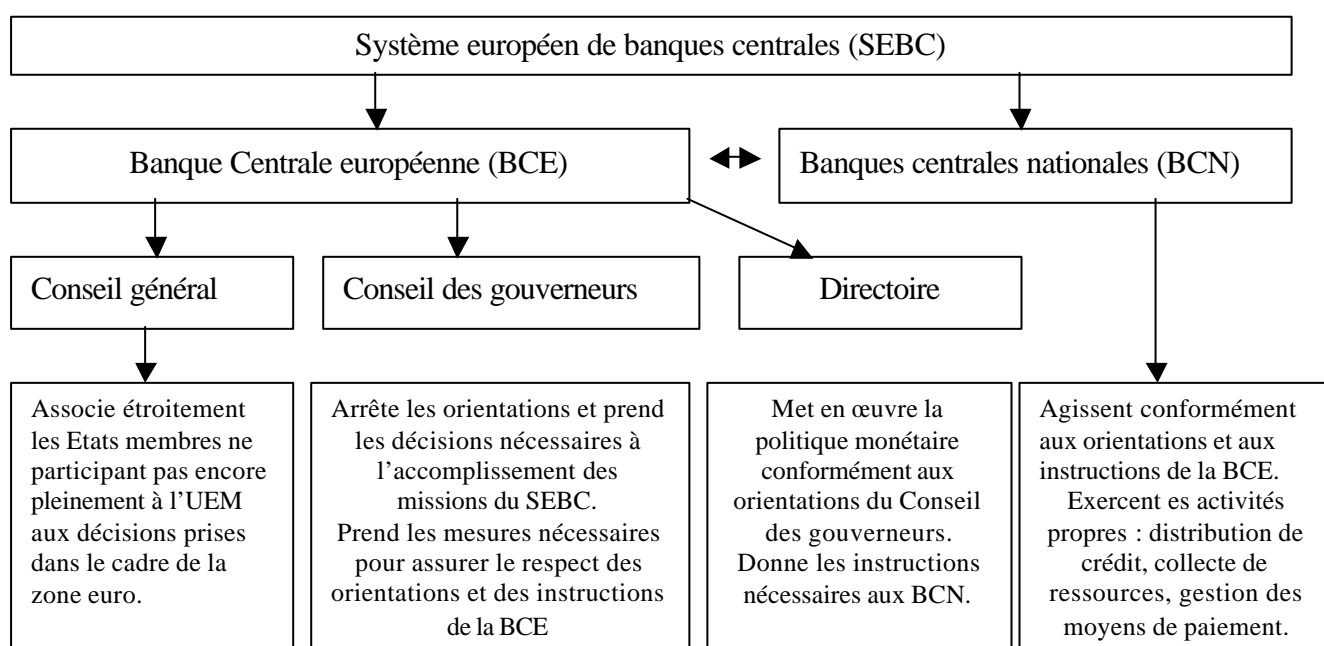 Système européen de banques centrales (SEBC)
Banque Centrale européenne (BCE)
Banques centrales nationales (BCN)
Conseil général
Conseil des gouverneurs
Directoire
Associe étroitement
les Etats membres ne
participant pas encore
pleinement à l’UEM
aux décisions prises
dans le cadre de la
zone euro.
Arrête les orientations et prend
les décisions nécessaires à
l’accomplissement des
missions du SEBC.
Prend les mesures nécessaires
pour assurer le respect des
orientations et des instructions
de la BCE
Met en œuvre la
politique monétaire
conformément aux
orientations du Conseil
des gouverneurs.
Donne les instructions
nécessaires aux BCN.
Agissent conformément
aux orientations et aux
instructions de la BCE.
Exercent es activités
propres : distribution de
crédit, collecte de
ressources, gestion des
moyens de paiement.